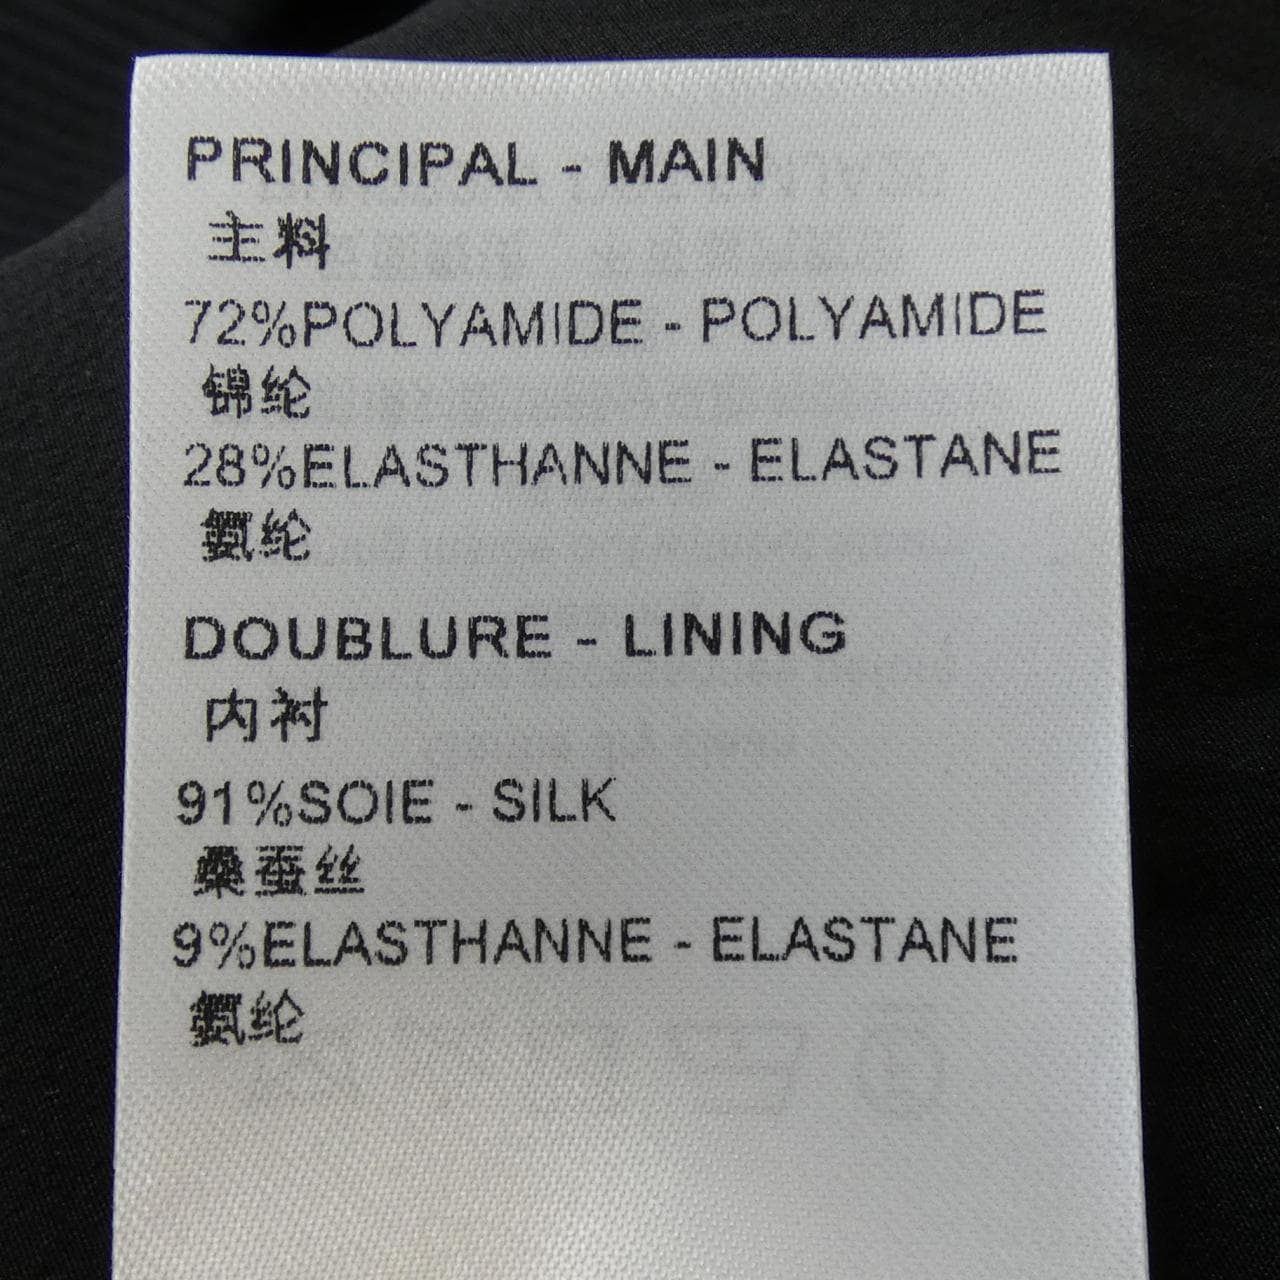 PRINCIPAL - MAIN
主料
72%POLYAMIDE - POLYAMIDE
锦纶
28%ELASTHANNE - ELASTANE
氨纶
DOUBLURE - LINING
内衬
91%SOIE - SILK
桑蚕丝
9%ELASTHANNE - ELASTANE
氨纶